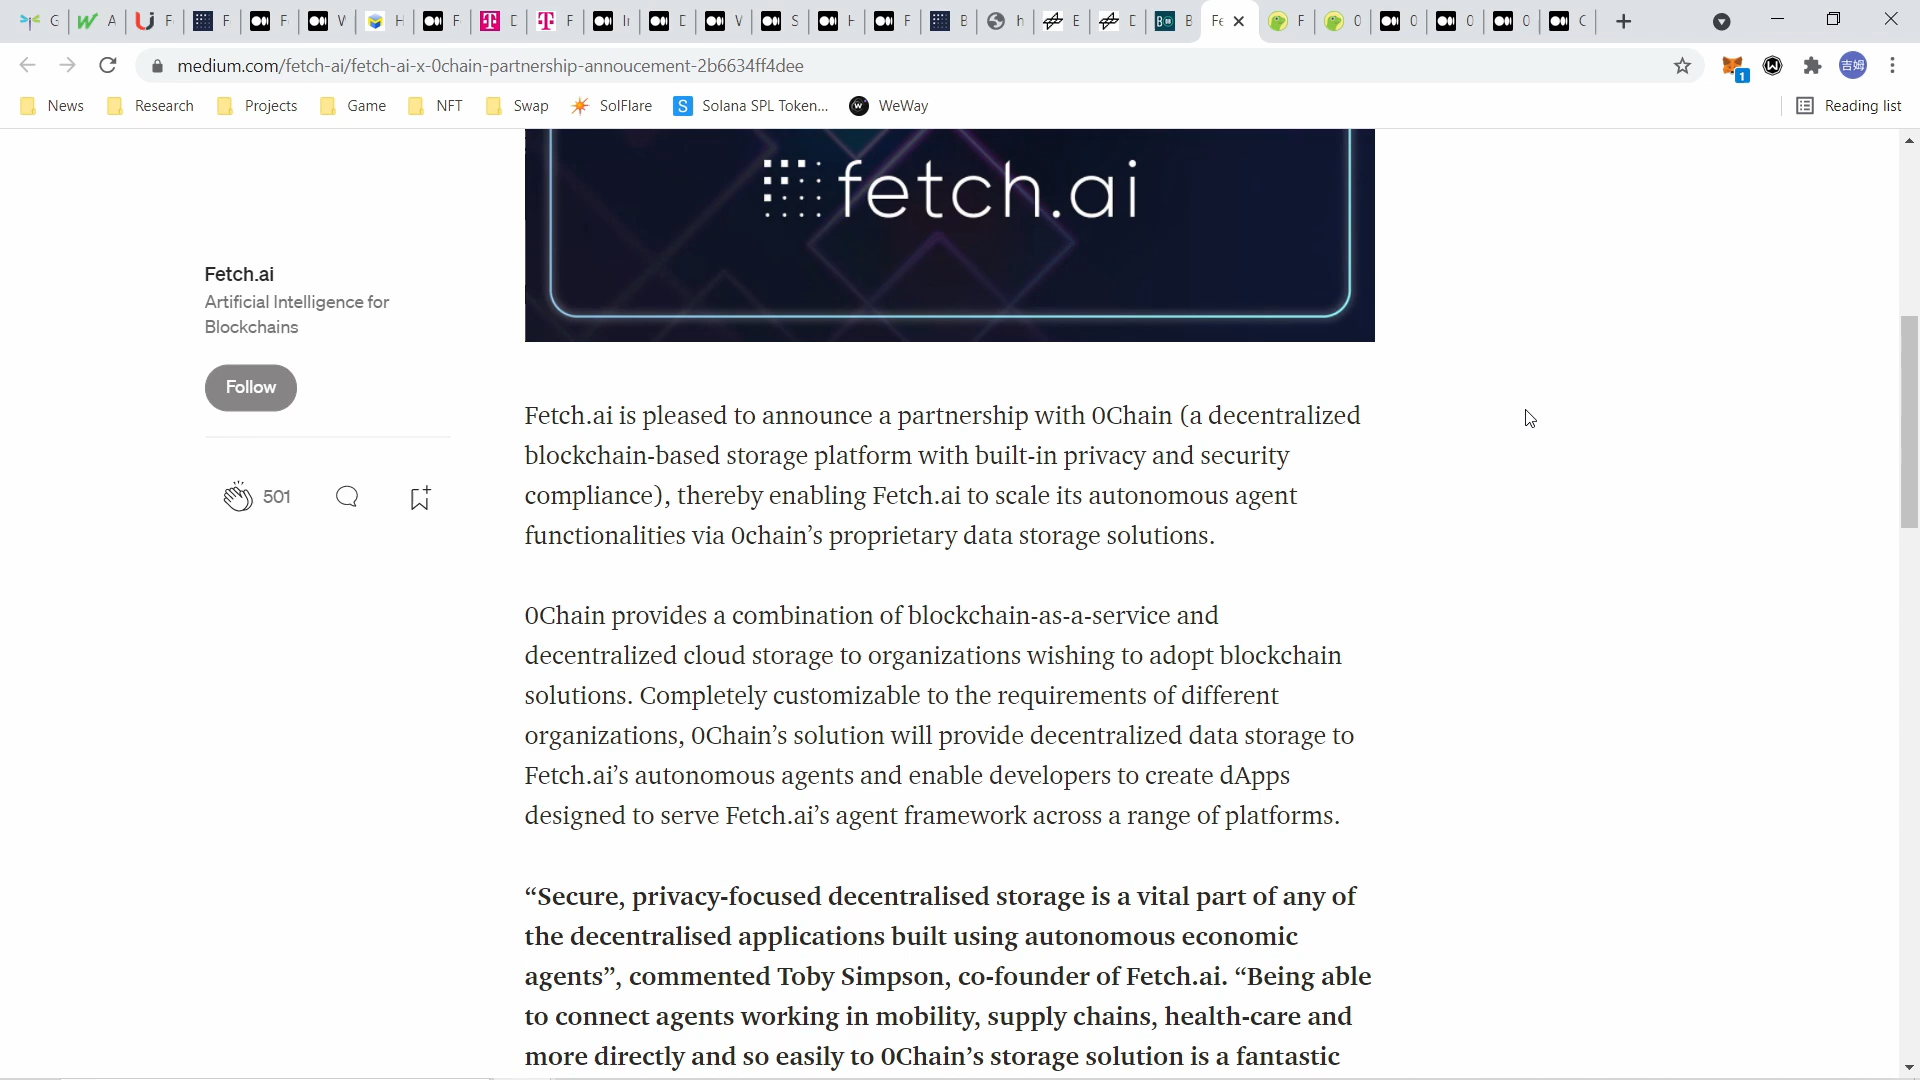 G
A
F
F
F
V
H
F
D
F
I
D
V
S
H
F
B
h
E
D
B
Fe
F
0
0
0
0
C
medium.com/fetch-ai/fetch-ai-x-0chain-partnership-annoucement-2b6634ff4dee
1
吉姆
News
Research
Projects
Game
NFT
Swap
SolFlare
S Solana SPL Token...
WeWay
Reading list
fetch.ai
Fetch.ai
Artificial Intelligence for
Blockchains
Follow
501
Fetch.ai is pleased to announce a partnership with 0Chain (a decentralized
blockchain-based storage platform with built-in privacy and security
compliance), thereby enabling Fetch.ai to scale its autonomous agent
functionalities via 0chain’s proprietary data storage solutions.
0Chain provides a combination of blockchain-as-a-service and
decentralized cloud storage to organizations wishing to adopt blockchain
solutions. Completely customizable to the requirements of different
organizations, 0Chain’s solution will provide decentralized data storage to
Fetch.ai’s autonomous agents and enable developers to create dApps
designed to serve Fetch.ai’s agent framework across a range of platforms.
“Secure, privacy-focused decentralised storage is a vital part of any of
the decentralised applications built using autonomous economic
agents”, commented Toby Simpson, co-founder of Fetch.ai. “Being able
to connect agents working in mobility, supply chains, health-care and
more directly and so easily to 0Chain’s storage solution is a fantastic